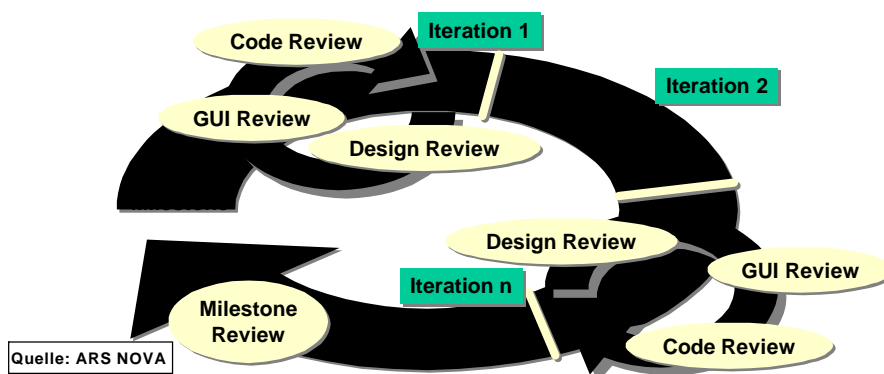 Iteration 1
Code Review
Iteration 2
GUI Review
Design Review
Design Review
GUI Review
Iteration n
Milestone
Review
Code Review
Quelle: ARS NOVA